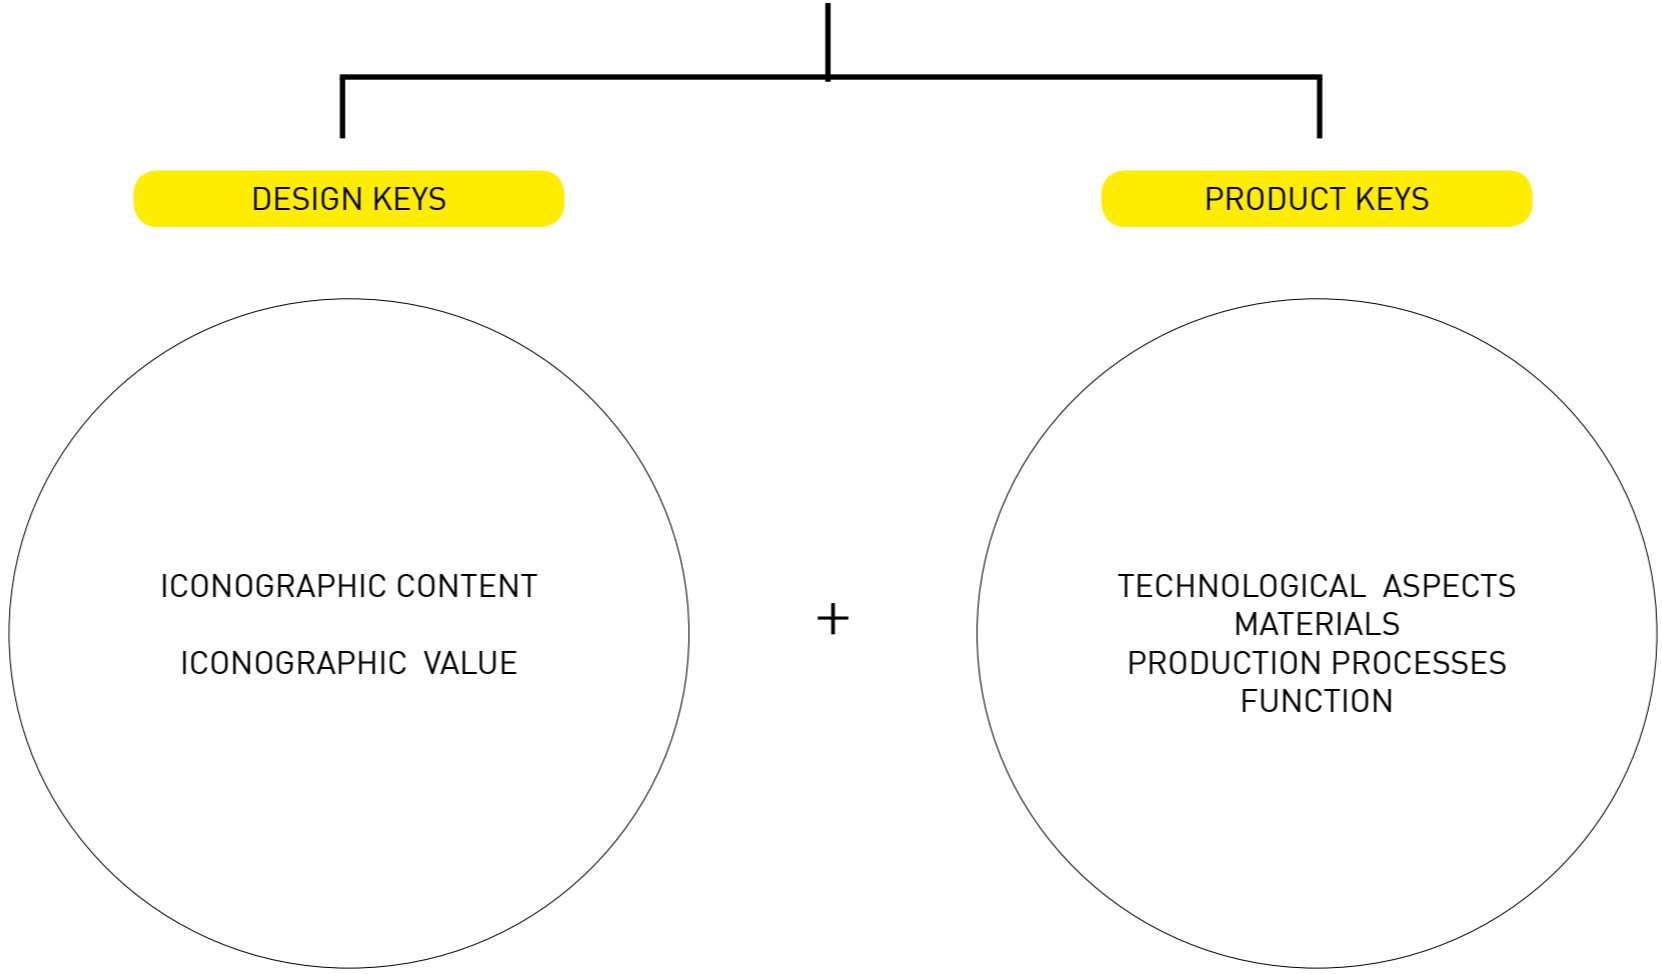 DESIGN KEYS
PRODUCT KEYS
ICONOGRAPHIC CONTENT
ICONOGRAPHIC VALUE
+
TECHNOLOGICAL ASPECTS
MATERIALS
PRODUCTION PROCESSES
FUNCTION